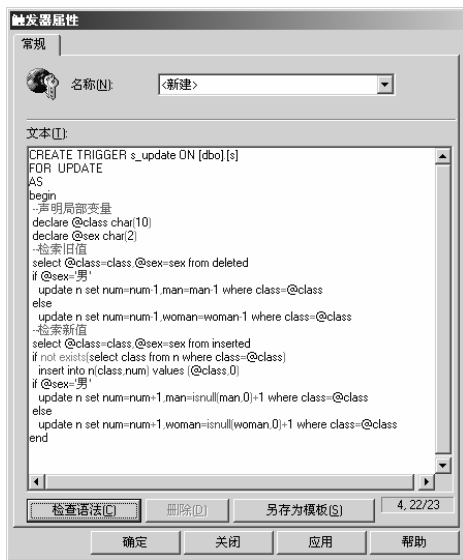 触发器属性
常规
名称(N): <新建>
文本(T):
CREATE TRIGGER s_update ON [dbo].[s]
FOR UPDATE
AS
begin
--声明局部变量
declare @class char(10)
declare @sex char(2)
--检索旧值
select @class=class,@sex=sex from deleted
if @sex='男'
update n set num=num-1,man=man-1 where class=@class
else
update n set num=num-1,woman=woman-1 where class=@class
--检索新值
select @class=class,@sex=sex from inserted
if not exists(select class from n where class=@class)
insert into n(class,num) values (@class,0)
if @sex='男'
update n set num=num+1,man=isnull(man,0)+1 where class=@class
else
update n set num=num+1,woman=isnull(woman,0)+1 where class=@class
end
检查语法(C) 删除(D) 另存为模板(S) 4, 22/23
确定 关闭 应用 帮助